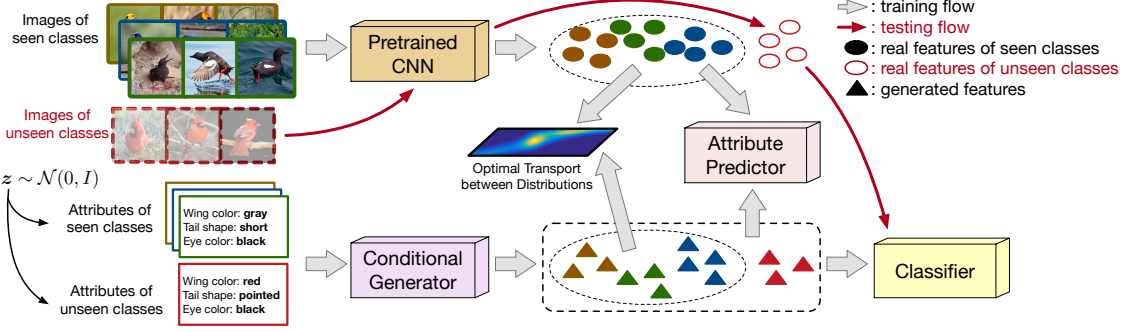 Images of
seen classes
Pretrained
CNN
: training flow
: testing flow
: real features of seen classes
: real features of unseen classes
: generated features
Images of
unseen classes
Optimal Transport
between Distributions
Attribute
Predictor
z ∼ N(0, I)
Attributes of
seen classes
Wing color: gray
Tail shape: short
Eye color: black
Conditional
Generator
Classifier
Attributes of
unseen classes
Wing color: red
Tail shape: pointed
Eye color: black